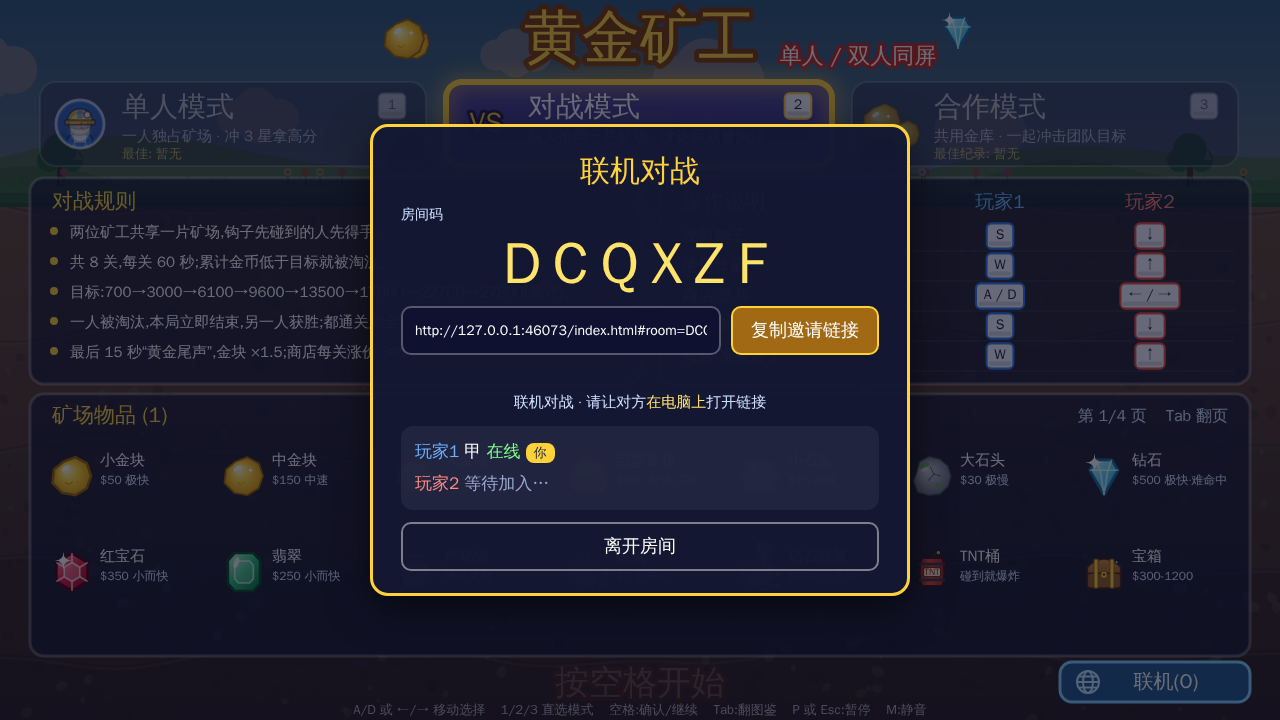 黄金矿工
单人 / 双人同屏
单人模式 1
一人独占矿场 · 冲 3 星拿高分
最佳: 暂无
VS 对战模式 2
合作模式 3
共用金库 · 一起冲击团队目标
最佳纪录: 暂无
联机对战
房间码
DCQXZF
http://127.0.0.1:46073/index.html#room=DC
复制邀请链接
联机对战 · 请让对方在电脑上打开链接
玩家1 甲 在线 你
玩家2 等待加入…
离开房间
对战规则
两位矿工共享一片矿场,钩子先碰到的人先得手
共 8 关,每关 60 秒;累计金币低于目标就被淘
目标:700→3000→6100→9600→13500→1
一人被淘汰,本局立即结束,另一人获胜;都通关
最后 15 秒“黄金尾声”,金块 ×1.5;商店每关涨价
玩家1 玩家2
S ↓
W ↑
A / D ← / →
S ↓
W ↑
矿场物品 (1)
第 1/4 页 Tab 翻页
小金块
$50 极快
中金块
$150 中速
大石头
$30 极慢
钻石
$500 极快·难命中
红宝石
$350 小而快
翡翠
$250 小而快
TNT
TNT桶
碰到就爆炸
宝箱
$300-1200
按空格开始
联机(O)
A/D 或 ←/→ 移动选择 1/2/3 直选模式 空格:确认/继续 Tab:翻图鉴 P 或 Esc:暂停 M:静音